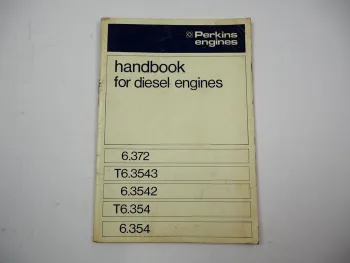 Perkins
engines
handbook
for diesel engines
6.372
T6.3543
6.3542
T6.354
6.354